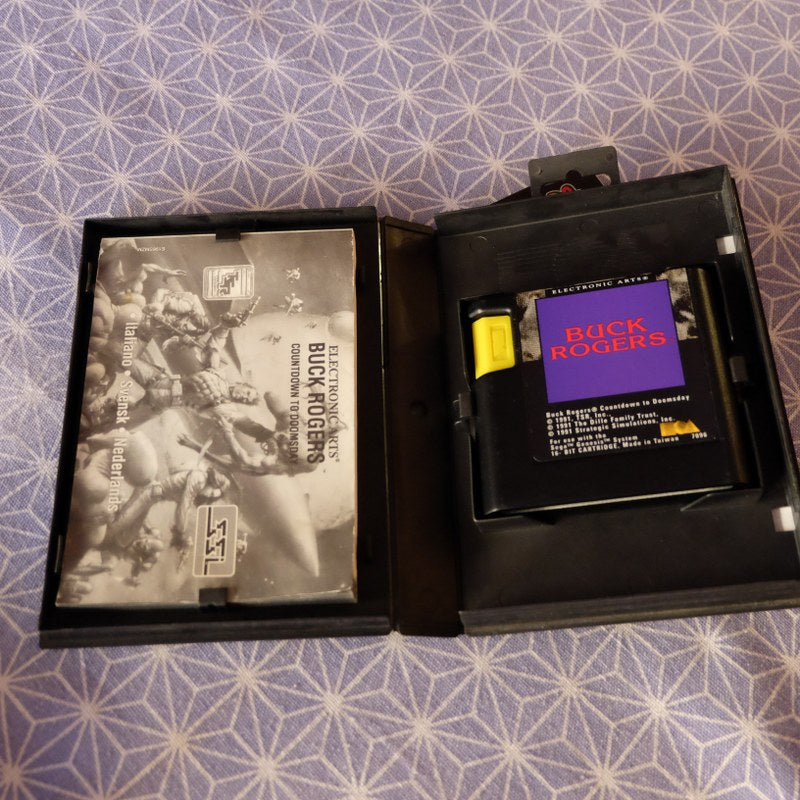 ELECTRONIC ARTS®
BUCK ROGERS
COUNTDOWN TO DOOMSDAY
• Italiano • Svensk • Nederlands
SSI
ELECTRONIC ARTS®
BUCK
ROGERS
Buck Rogers® Countdown to Doomsday
© 1991 TSR, Inc.,
© 1991 The Dille Family Trust,
© 1991 Strategic Simulations, Inc.
For use with the
Sega™ Genesis™ System
16-BIT CARTRIDGE. Made in Taiwan
7096